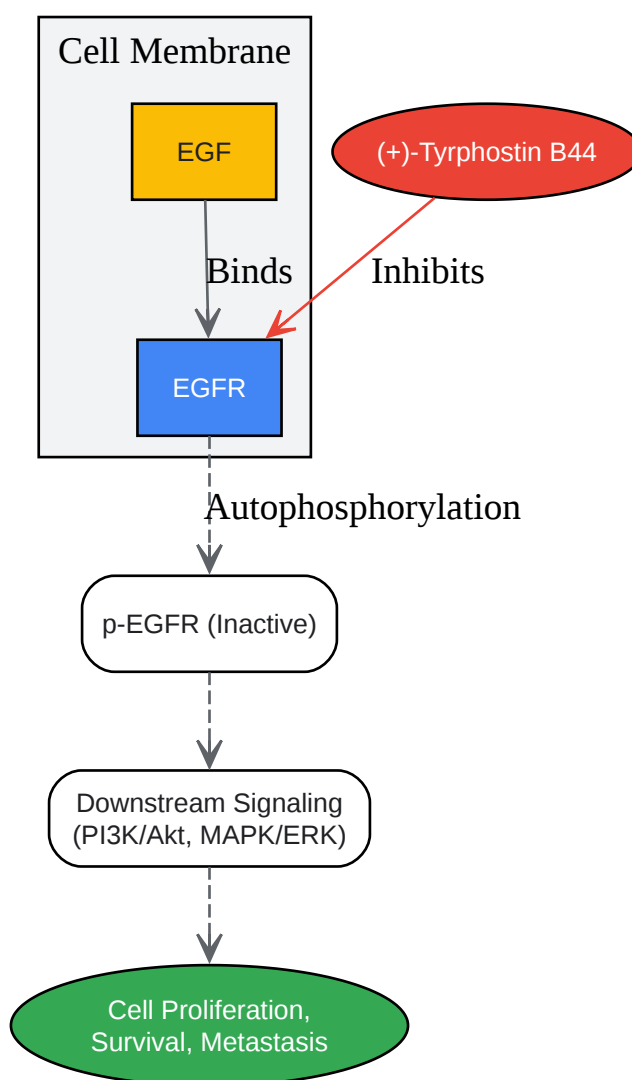 Cell Membrane
EGF
(+)-Tyrphostin B44
Binds
Inhibits
EGFR
Autophosphorylation
p-EGFR (Inactive)
Downstream Signaling
(PI3K/Akt, MAPK/ERK)
Cell Proliferation,
Survival, Metastasis